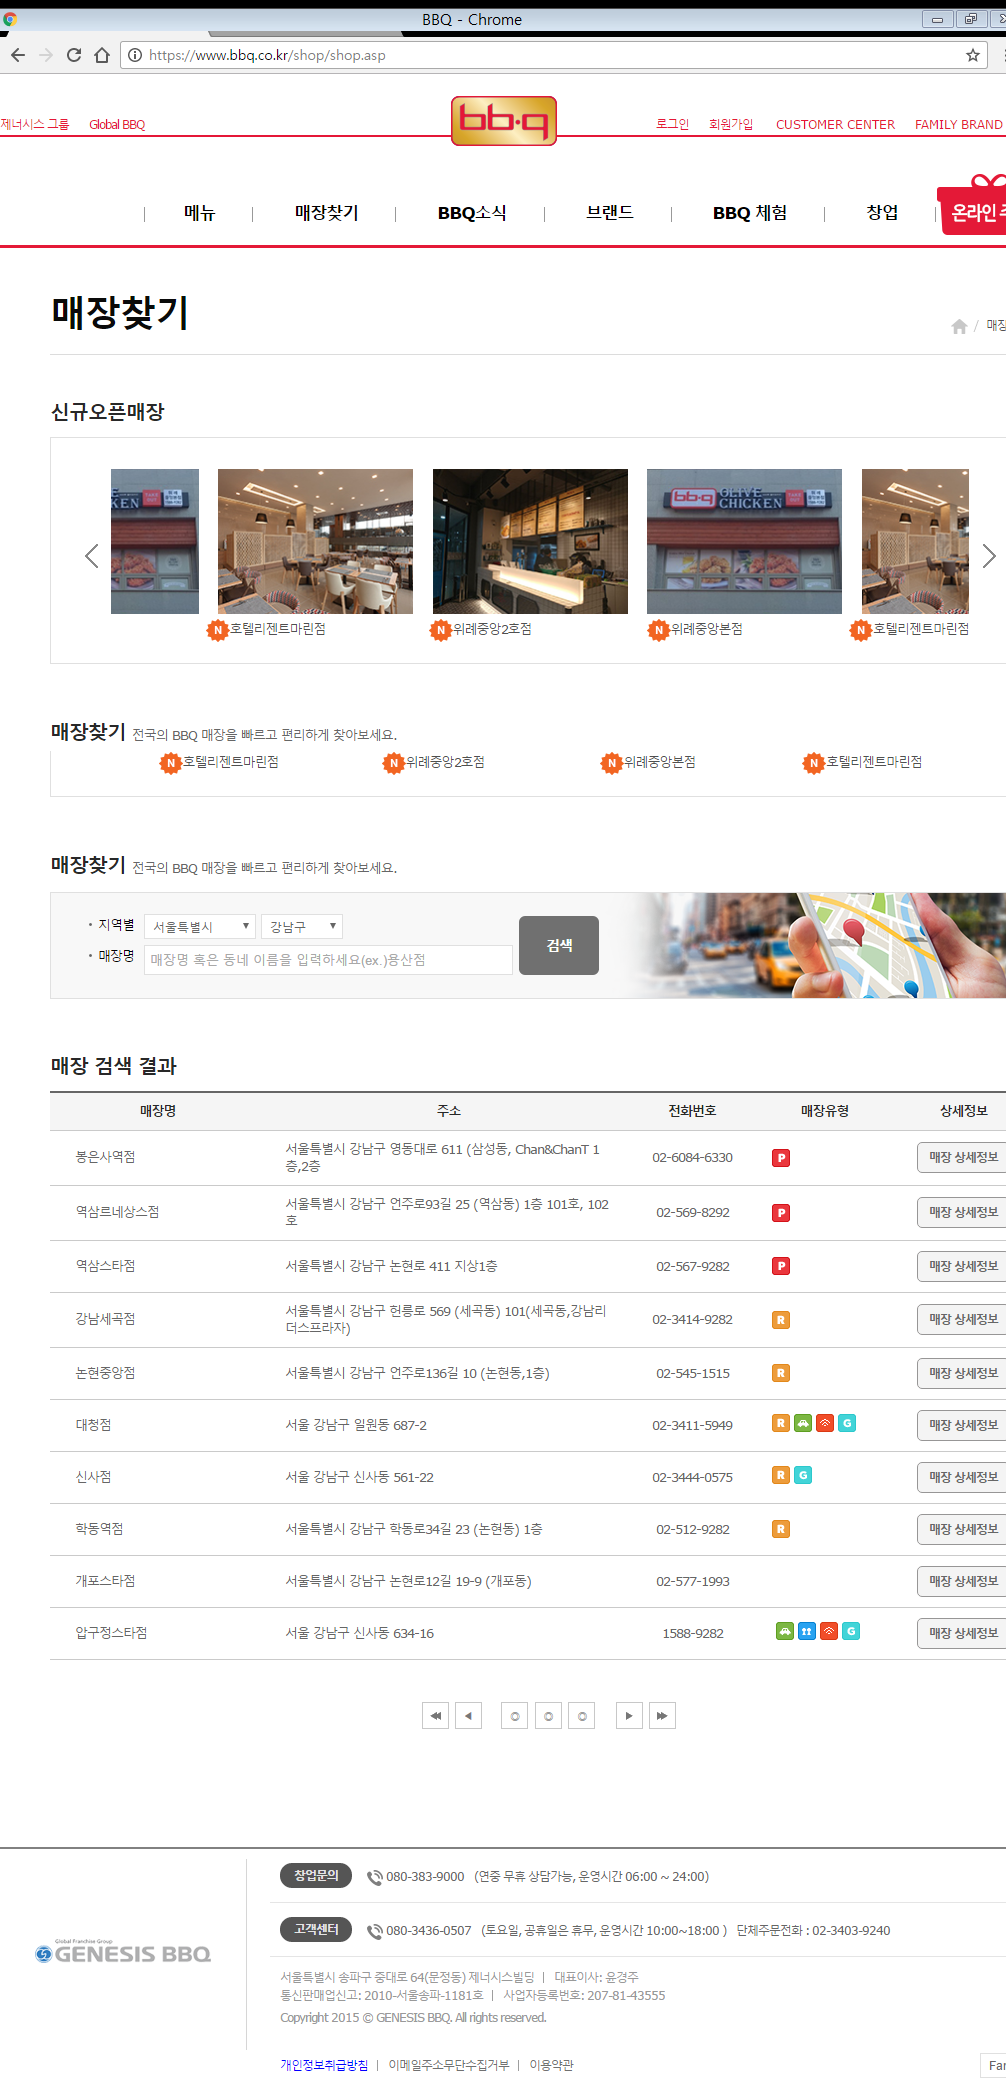 BBQ - Chrome
https://www.bbq.co.kr/shop/shop.asp
제너시스 그룹 Global BBQ
bb·q
로그인 회원가입 CUSTOMER CENTER FAMILY BRAND
메뉴 매장찾기 BBQ소식 브랜드 BBQ 체험 창업 온라인
매장찾기
/ 매장
신규오픈매장
EN KEN
bb·q OLIVE CHICKEN
N 호텔리젠트마린점 N 위례중앙2호점 N 위례중앙본점 N 호텔리젠트마린점
매장찾기 전국의 BBQ 매장을 빠르고 편리하게 찾아보세요.
N 호텔리젠트마린점 N 위례중앙2호점 N 위례중앙본점 N 호텔리젠트마린점
매장찾기 전국의 BBQ 매장을 빠르고 편리하게 찾아보세요.
· 지역별 서울특별시 강남구
· 매장명 매장명 혹은 동네 이름을 입력하세요(ex.)용산점
검색
매장 검색 결과
매장명 주소 전화번호 매장유형 상세정보
봉은사역점 서울특별시 강남구 영동대로 611 (삼성동, Chan&ChanT 1층,2층 02-6084-6330 P 매장 상세정보
역삼르네상스점 서울특별시 강남구 언주로93길 25 (역삼동) 1층 101호, 102호 02-569-8292 P 매장 상세정보
역삼스타점 서울특별시 강남구 논현로 411 지상1층 02-567-9282 P 매장 상세정보
강남세곡점 서울특별시 강남구 헌릉로 569 (세곡동) 101(세곡동,강남리더스프라자) 02-3414-9282 R 매장 상세정보
논현중앙점 서울특별시 강남구 언주로136길 10 (논현동,1층) 02-545-1515 R 매장 상세정보
대청점 서울 강남구 일원동 687-2 02-3411-5949 R G 매장 상세정보
신사점 서울 강남구 신사동 561-22 02-3444-0575 R G 매장 상세정보
학동역점 서울특별시 강남구 학동로34길 23 (논현동) 1층 02-512-9282 R 매장 상세정보
개포스타점 서울특별시 강남구 논현로12길 19-9 (개포동) 02-577-1993 매장 상세정보
압구정스타점 서울 강남구 신사동 634-16 1588-9282 G 매장 상세정보
창업문의 080-383-9000 (연중 무휴 상담가능, 운영시간 06:00 ~ 24:00)
고객센터 080-3436-0507 (토요일, 공휴일은 휴무, 운영시간 10:00~18:00 ) 단체주문전화 : 02-3403-9240
Global Franchise Group
GENESIS BBQ
서울특별시 송파구 중대로 64(문정동) 제너시스빌딩 | 대표이사: 윤경주
통신판매업신고: 2010-서울송파-1181호 | 사업자등록번호: 207-81-43555
Copyright 2015 © GENESIS BBQ. All rights reserved.
개인정보취급방침 | 이메일주소무단수집거부 | 이용약관
Far